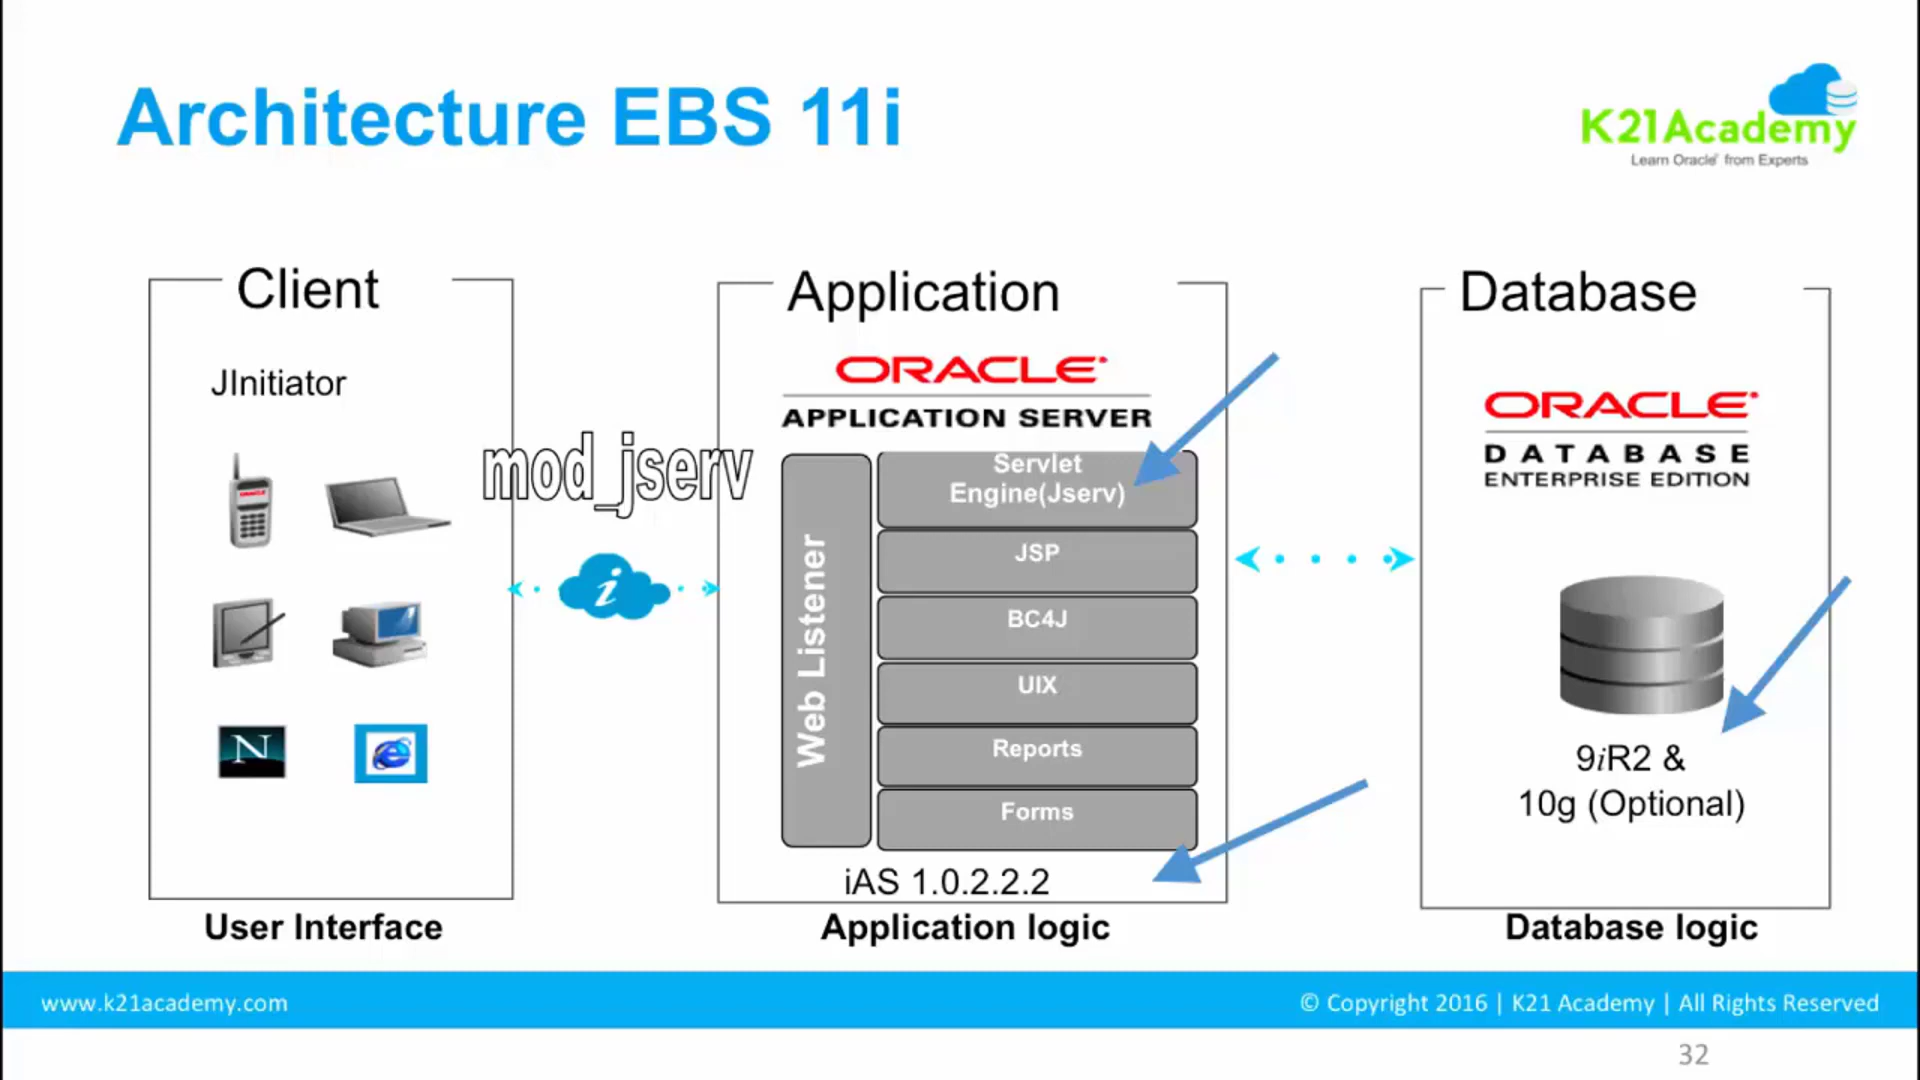 Architecture EBS 11i
K21Academy
Learn Oracle® from Experts
Client
JInitiator
ORACLE
N
e
User Interface
mod_jserv
i
Application
ORACLE
APPLICATION SERVER
Web Listener
Servlet
Engine(Jserv)
JSP
BC4J
UIX
Reports
Forms
iAS 1.0.2.2.2
Application logic
Database
ORACLE
DATABASE
ENTERPRISE EDITION
9iR2 &
10g (Optional)
Database logic
www.k21academy.com
© Copyright 2016 | K21 Academy | All Rights Reserved
32